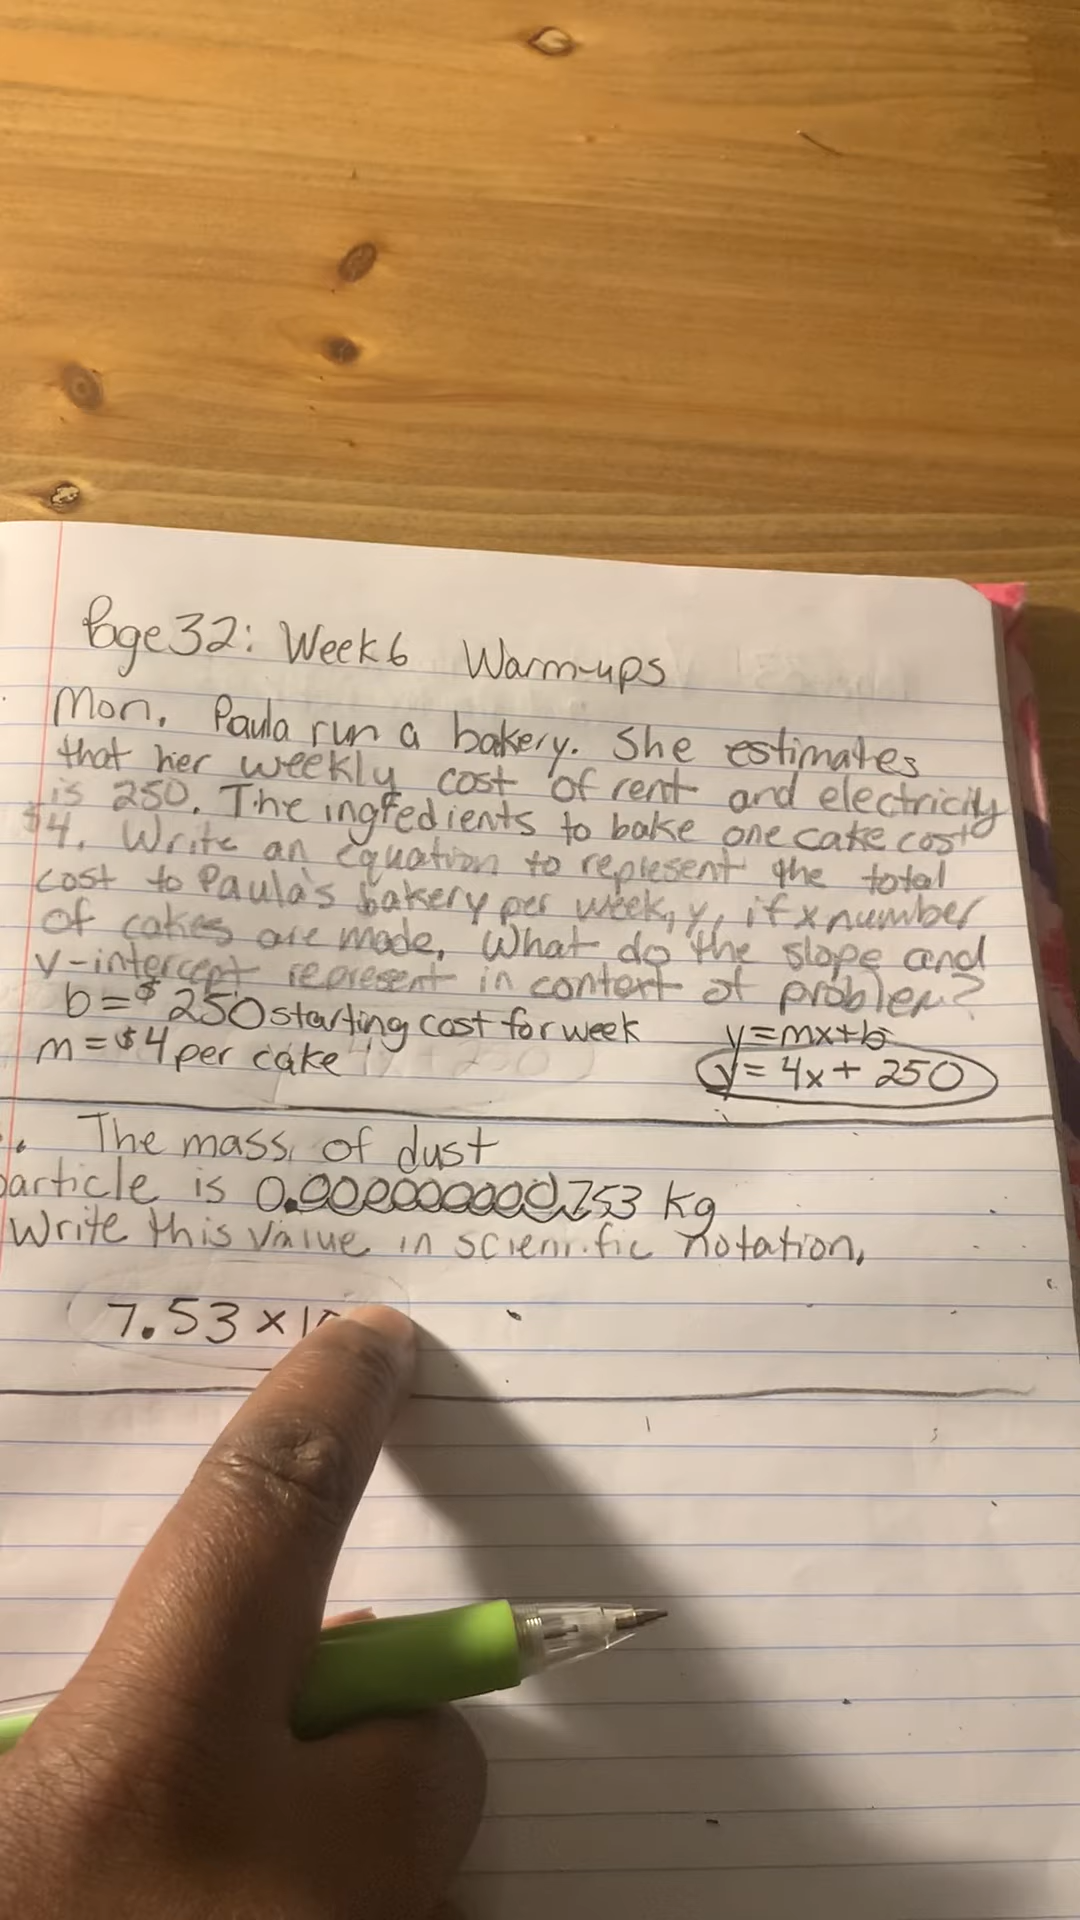 Page 32: Week 6 Warm-ups
Mon. Paula run a bakery. She estimates
that her weekly cost of rent and electricity
is 250. The ingredients to bake one cake cost
$4. Write an equation to represent the total
cost to Paula's bakery per week, y, if x number
of cakes are made. What do the slope and
y-intercept represent in context of problem?
b = $250 starting cost for week
y = mx + b
m = $4 per cake
y = 4x + 250
The mass of dust
particle is 0.000000000753 kg
Write this value in scientific notation.
7.53 × 10